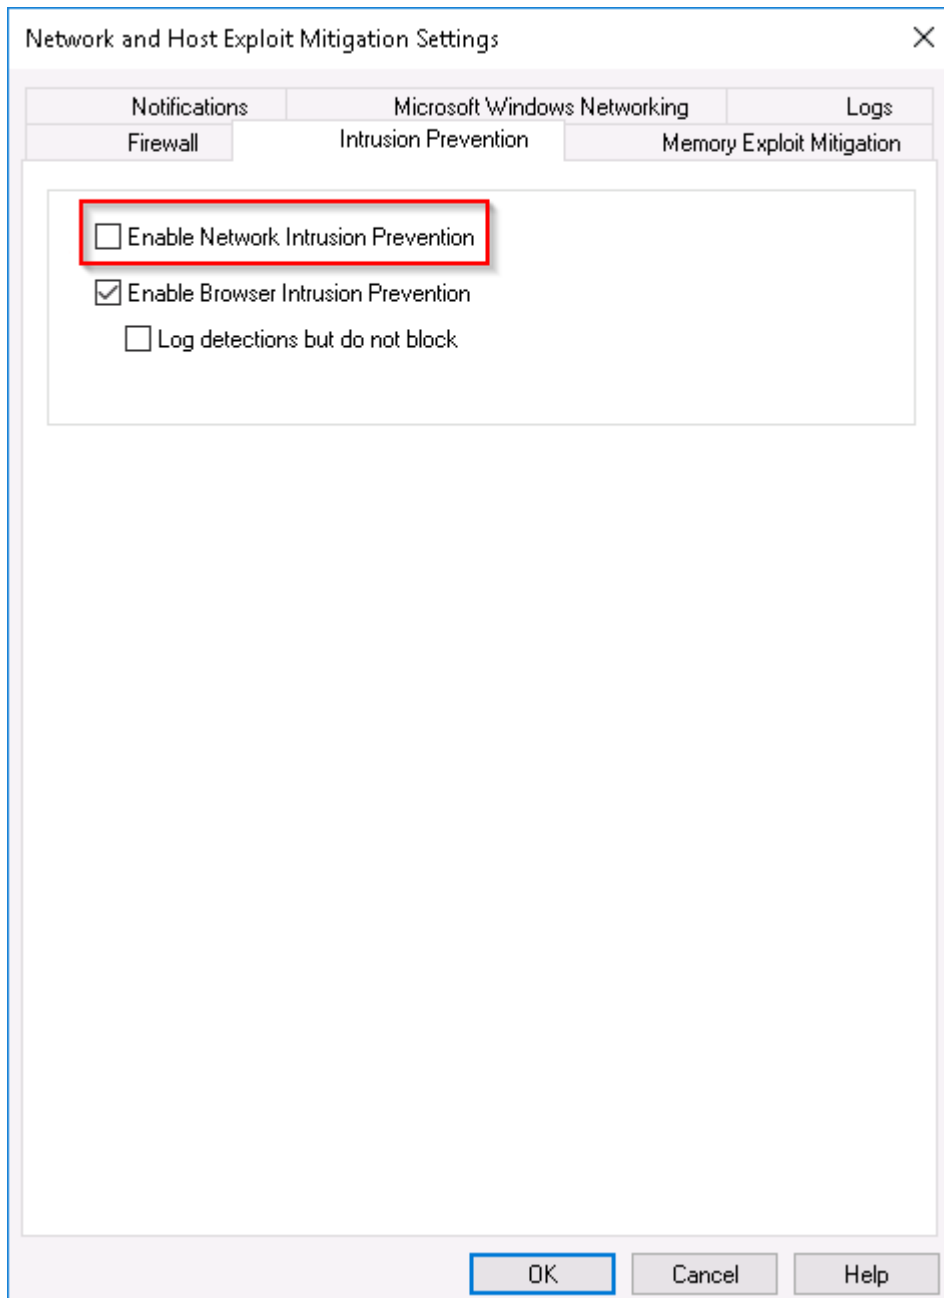 Network and Host Exploit Mitigation Settings
Notifications Microsoft Windows Networking Logs
Firewall Intrusion Prevention Memory Exploit Mitigation
Enable Network Intrusion Prevention
Enable Browser Intrusion Prevention
Log detections but do not block
OK Cancel Help